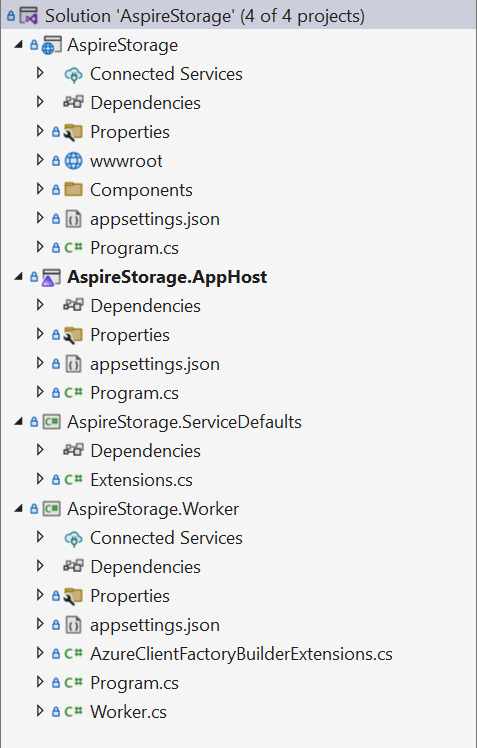 Solution 'AspireStorage' (4 of 4 projects)
AspireStorage
Connected Services
Dependencies
Properties
wwwroot
Components
appsettings.json
C# Program.cs
AspireStorage.AppHost
Dependencies
Properties
appsettings.json
C# Program.cs
C# AspireStorage.ServiceDefaults
Dependencies
C# Extensions.cs
C# AspireStorage.Worker
Connected Services
Dependencies
Properties
appsettings.json
C# AzureClientFactoryBuilderExtensions.cs
C# Program.cs
C# Worker.cs